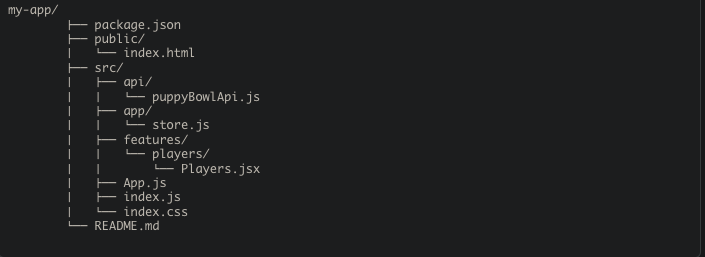 my-app/
        ├── package.json
        ├── public/
        |   └── index.html
        ├── src/
        |   ├── api/
        |   |   └── puppyBowlApi.js
        |   ├── app/
        |   |   └── store.js
        |   ├── features/
        |   |   └── players/
        |   |       └── Players.jsx
        |   ├── App.js
        |   ├── index.js
        |   └── index.css
        └── README.md